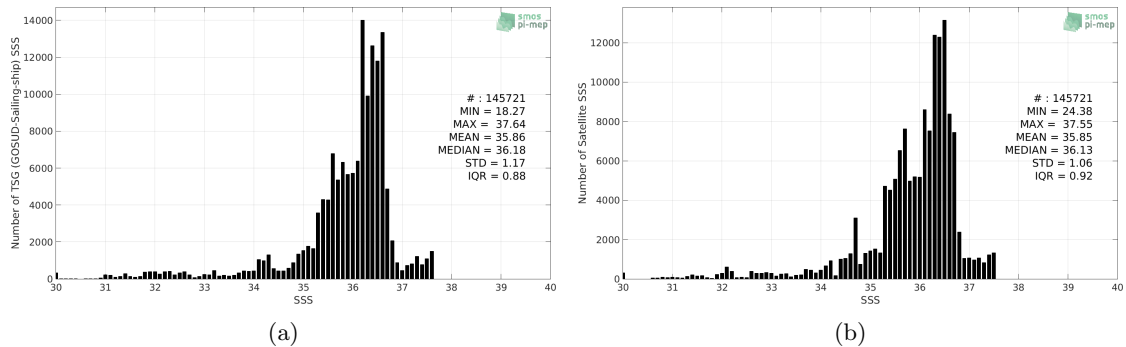 14000
12000
10000
8000
6000
4000
2000
0
Number of TSG (GOSUD-Sailing-ship) SSS
30 31 32 33 34 35 36 37 38 39 40
SSS
smos
pi-mep
# : 145721
MIN = 18.27
MAX = 37.64
MEAN = 35.86
MEDIAN = 36.18
STD = 1.17
IQR = 0.88
(a)
12000
10000
8000
6000
4000
2000
0
Number of Satellite SSS
30 31 32 33 34 35 36 37 38 39 40
SSS
smos
pi-mep
# : 145721
MIN = 24.38
MAX = 37.55
MEAN = 35.85
MEDIAN = 36.13
STD = 1.06
IQR = 0.92
(b)